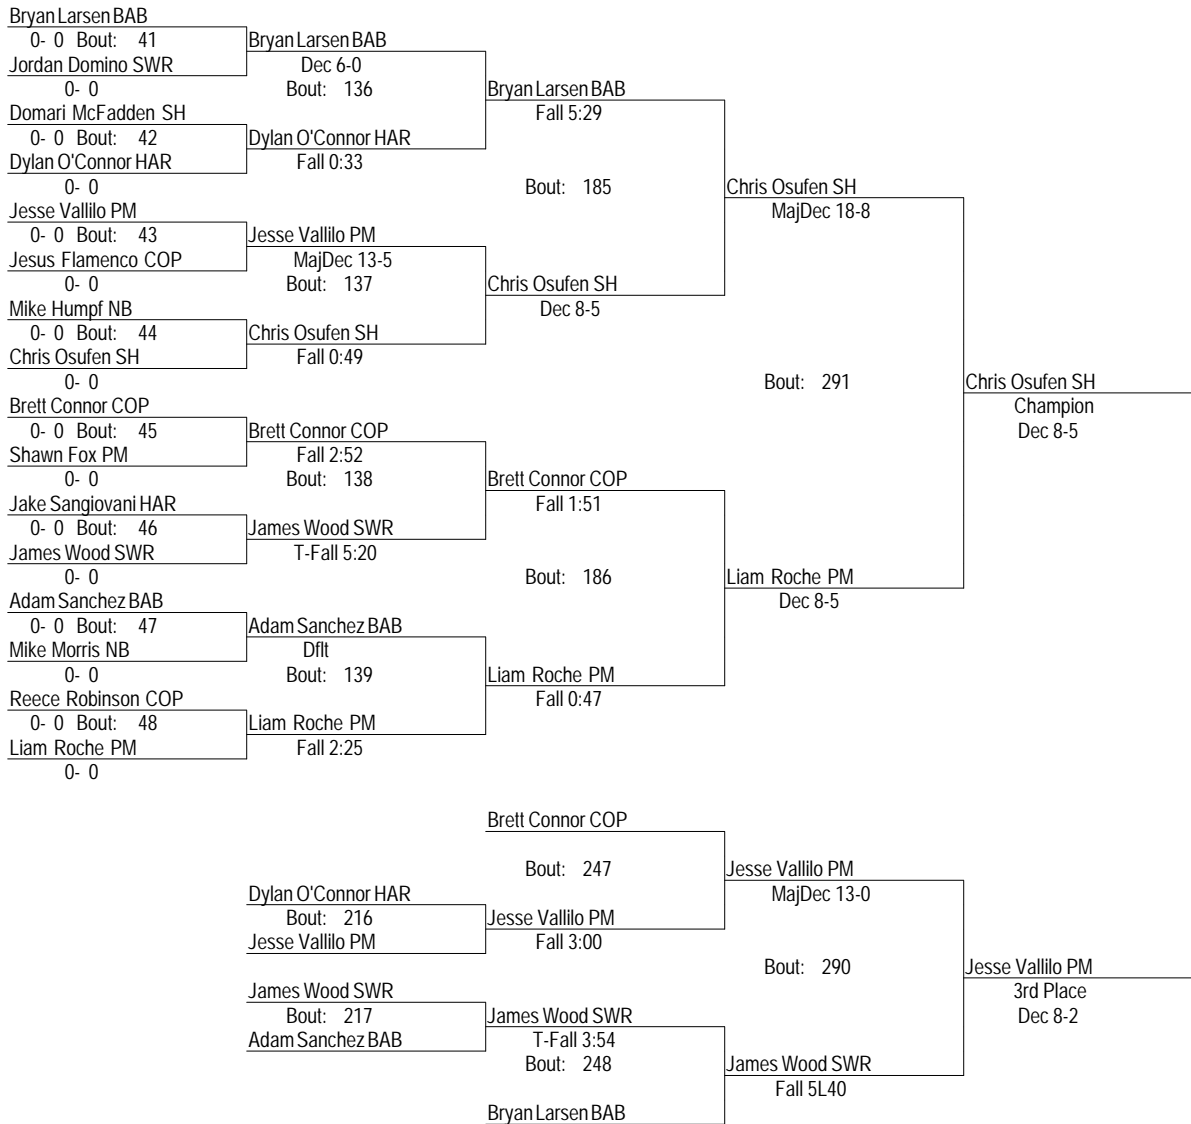 Bryan Larsen BAB
0- 0 Bout: 41
Bryan Larsen BAB
Jordan Domino SWR
Dec 6-0
0- 0
Bout: 136
Bryan Larsen BAB
Domari McFadden SH
Fall 5:29
0- 0 Bout: 42
Dylan O'Connor HAR
Dylan O'Connor HAR
Fall 0:33
0- 0
Bout: 185
Chris Osufen SH
Jesse Vallilo PM
MajDec 18-8
0- 0 Bout: 43
Jesse Vallilo PM
Jesus Flamenco COP
MajDec 13-5
0- 0
Bout: 137
Chris Osufen SH
Mike Humpf NB
Dec 8-5
0- 0 Bout: 44
Chris Osufen SH
Chris Osufen SH
Fall 0:49
0- 0
Bout: 291
Chris Osufen SH
Brett Connor COP
Champion
0- 0 Bout: 45
Brett Connor COP
Dec 8-5
Shawn Fox PM
Fall 2:52
0- 0
Bout: 138
Brett Connor COP
Jake Sangiovani HAR
Fall 1:51
0- 0 Bout: 46
James Wood SWR
James Wood SWR
T-Fall 5:20
0- 0
Bout: 186
Liam Roche PM
Adam Sanchez BAB
Dec 8-5
0- 0 Bout: 47
Adam Sanchez BAB
Mike Morris NB
Dflt
0- 0
Bout: 139
Liam Roche PM
Reece Robinson COP
Fall 0:47
0- 0 Bout: 48
Liam Roche PM
Liam Roche PM
Fall 2:25
0- 0
Brett Connor COP
Bout: 247
Jesse Vallilo PM
Dylan O'Connor HAR
MajDec 13-0
Bout: 216
Jesse Vallilo PM
Jesse Vallilo PM
Fall 3:00
Bout: 290
Jesse Vallilo PM
James Wood SWR
3rd Place
Bout: 217
James Wood SWR
Dec 8-2
Adam Sanchez BAB
T-Fall 3:54
Bout: 248
James Wood SWR
Fall 5L40
Bryan Larsen BAB